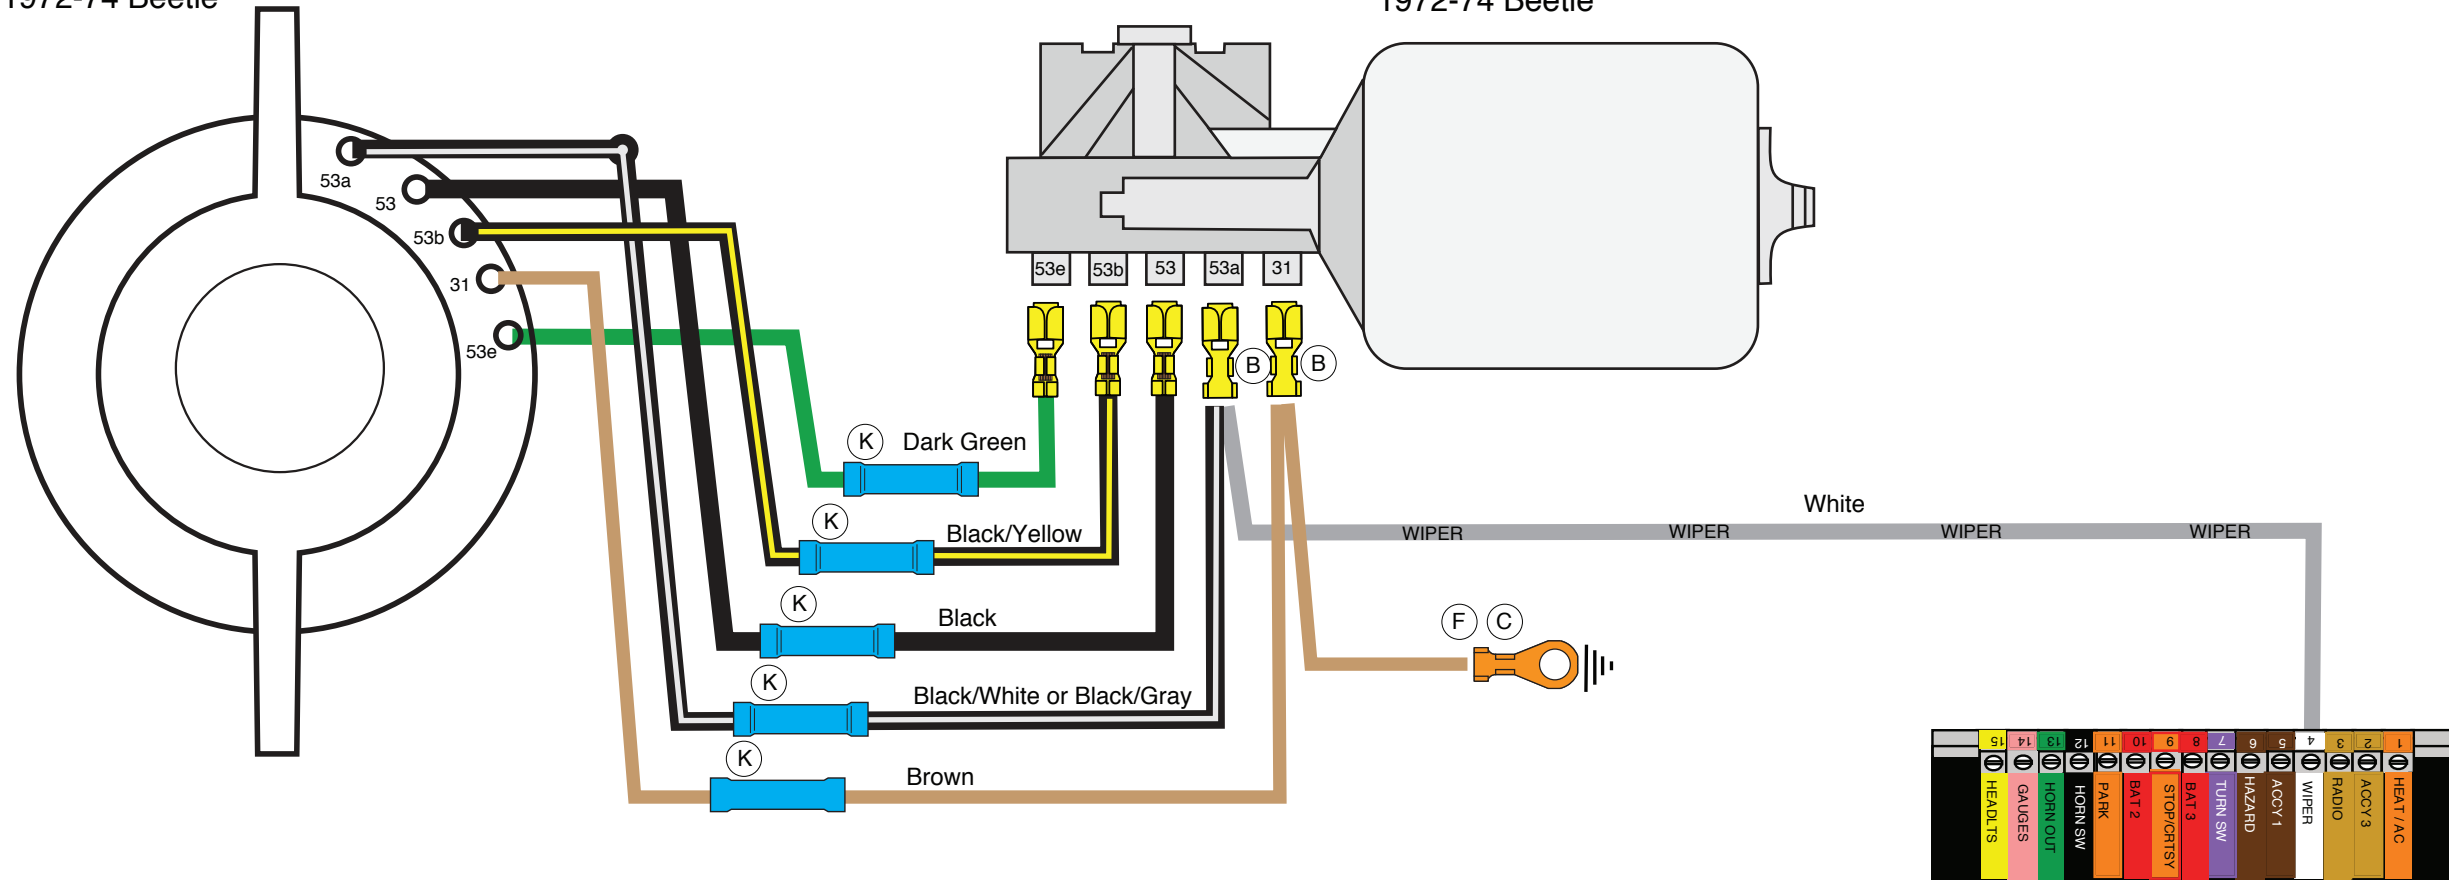 1972-74 Beetle
1972-74 Beetle
53a
53
53b
31
53e
53e
53b
53
53a
31
B
B
K
Dark Green
K
Black/Yellow
K
Black
K
Black/White or Black/Gray
K
Brown
White
WIPER
WIPER
WIPER
WIPER
F
C
15
14
13
12
11
10
9
8
7
6
5
4
3
2
1
HEADLTS
GAUGES
HORN OUT
HORN SW
PARK
BAT 2
STOP/CRTSY
BAT 3
TURN SW
HAZARD
ACCY 1
WIPER
RADIO
ACCY 3
HEAT / AC